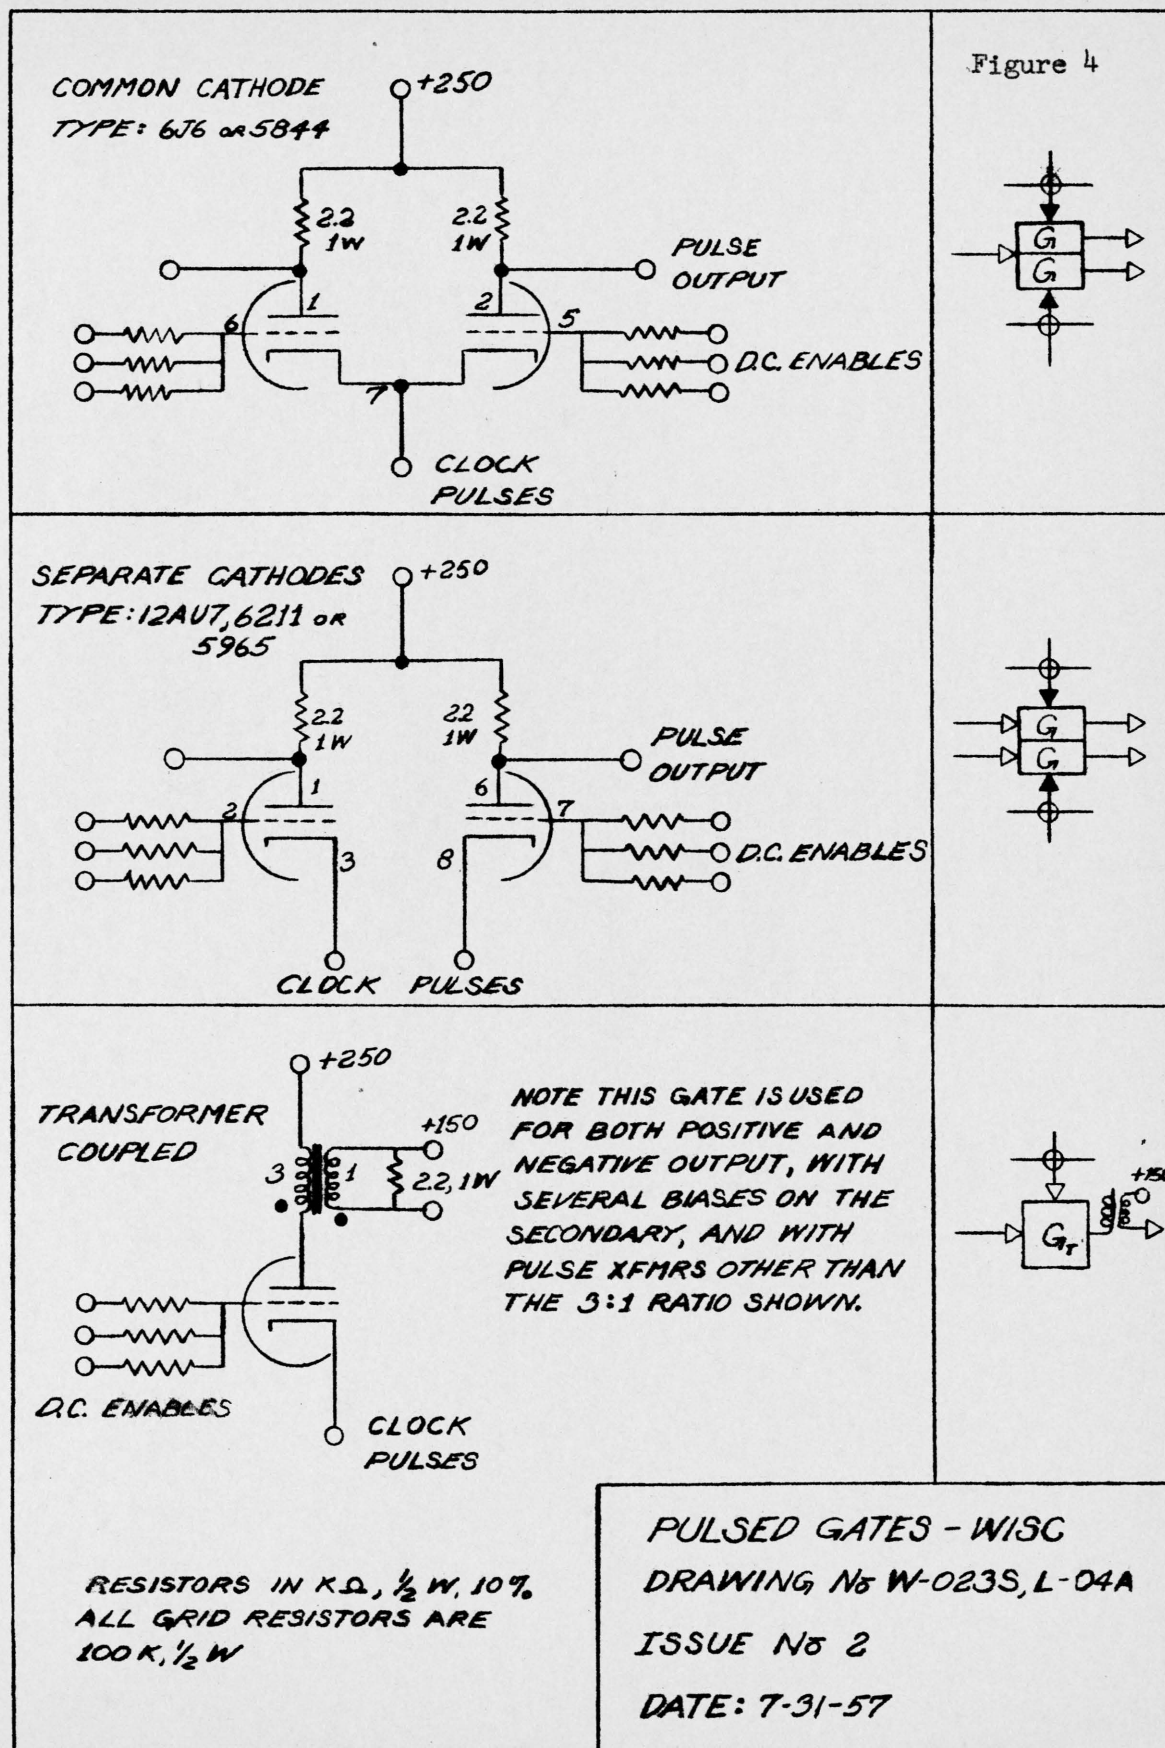 Figure 4
COMMON CATHODE
TYPE: 6J6 OR 5844
+250
2.2
1W
2.2
1W
PULSE
OUTPUT
1
2
6
5
D.C. ENABLES
7
CLOCK
PULSES
G
G
SEPARATE CATHODES
TYPE: 12AU7, 6211 OR
5965
+250
2.2
1W
22
1W
PULSE
OUTPUT
1
6
2
7
3
8
D.C. ENABLES
CLOCK PULSES
G
G
TRANSFORMER
COUPLED
+250
+150
3
1
2.2, 1W
NOTE THIS GATE IS USED
FOR BOTH POSITIVE AND
NEGATIVE OUTPUT, WITH
SEVERAL BIASES ON THE
SECONDARY, AND WITH
PULSE XFMRS OTHER THAN
THE 3:1 RATIO SHOWN.
D.C. ENABLES
CLOCK
PULSES
+150
GT
RESISTORS IN KΩ, 1/2 W, 10%
ALL GRID RESISTORS ARE
100 K, 1/2 W
PULSED GATES - WISC
DRAWING No W-023S, L-04A
ISSUE No 2
DATE: 7-31-57